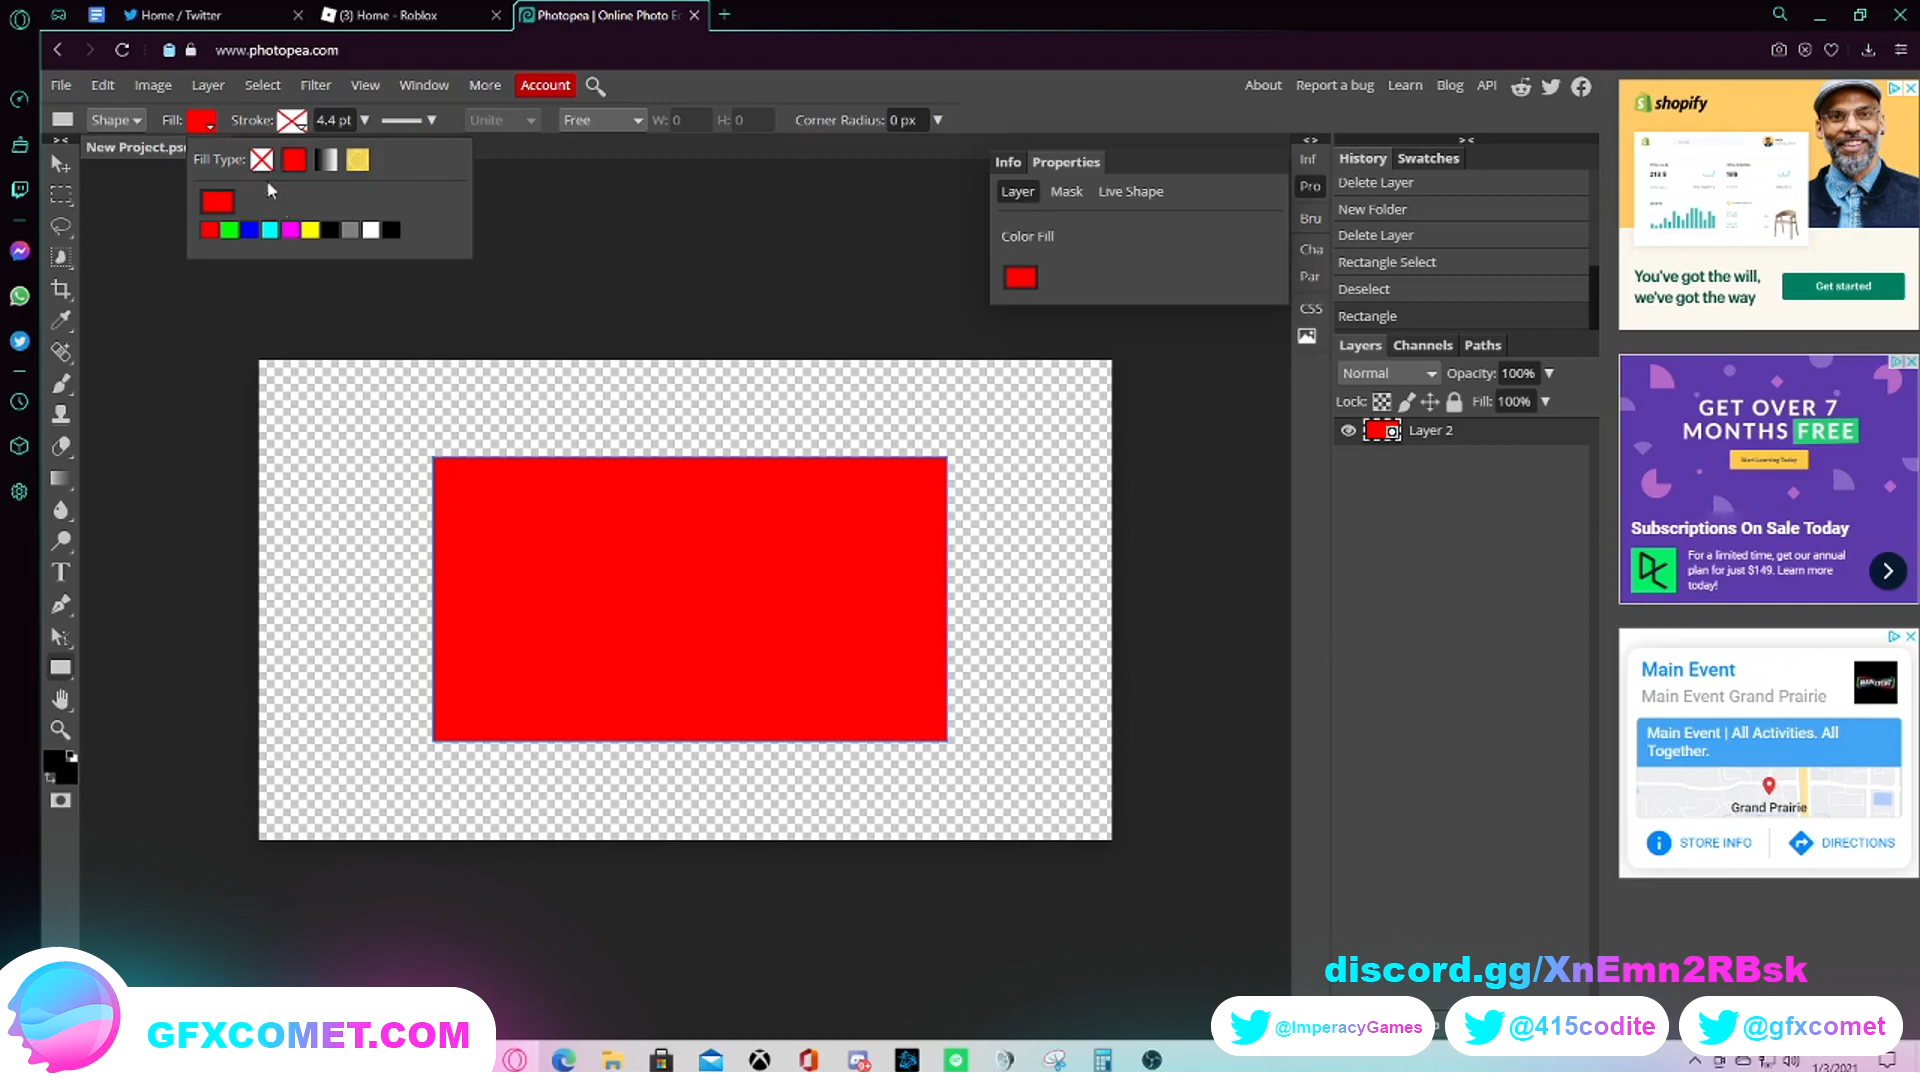 Home / Twitter
(3) Home - Roblox
Photopea | Online Photo Ec
www.photopea.com
File Edit Image Layer Select Filter View Window More Account
About Report a bug Learn Blog API
Shape Fill: Stroke: 4.4 pt Unite Free W: 0 H: 0 Corner Radius: 0 px
New Project.ps
Fill Type:
Info Properties
Layer Mask Live Shape
Color Fill
Inf
Pro
Bru
Cha
Par
CSS
History Swatches
Delete Layer
New Folder
Delete Layer
Rectangle Select
Deselect
Rectangle
Layers Channels Paths
Normal Opacity: 100%
Lock: Fill: 100%
Layer 2
shopify
You've got the will,
we've got the way
Get started
GET OVER 7
MONTHS FREE
Start Learning Today
Subscriptions On Sale Today
For a limited time, get our annual
plan for just $149. Learn more
today!
Main Event
Main Event Grand Prairie
MAIN EVENT
Main Event | All Activities. All
Together.
Grand Prairie
STORE INFO
DIRECTIONS
discord.gg/XnEmn2RBsk
GFXCOMET.COM
@ImperacyGames
@415codite
@gfxcomet
1/3/2021